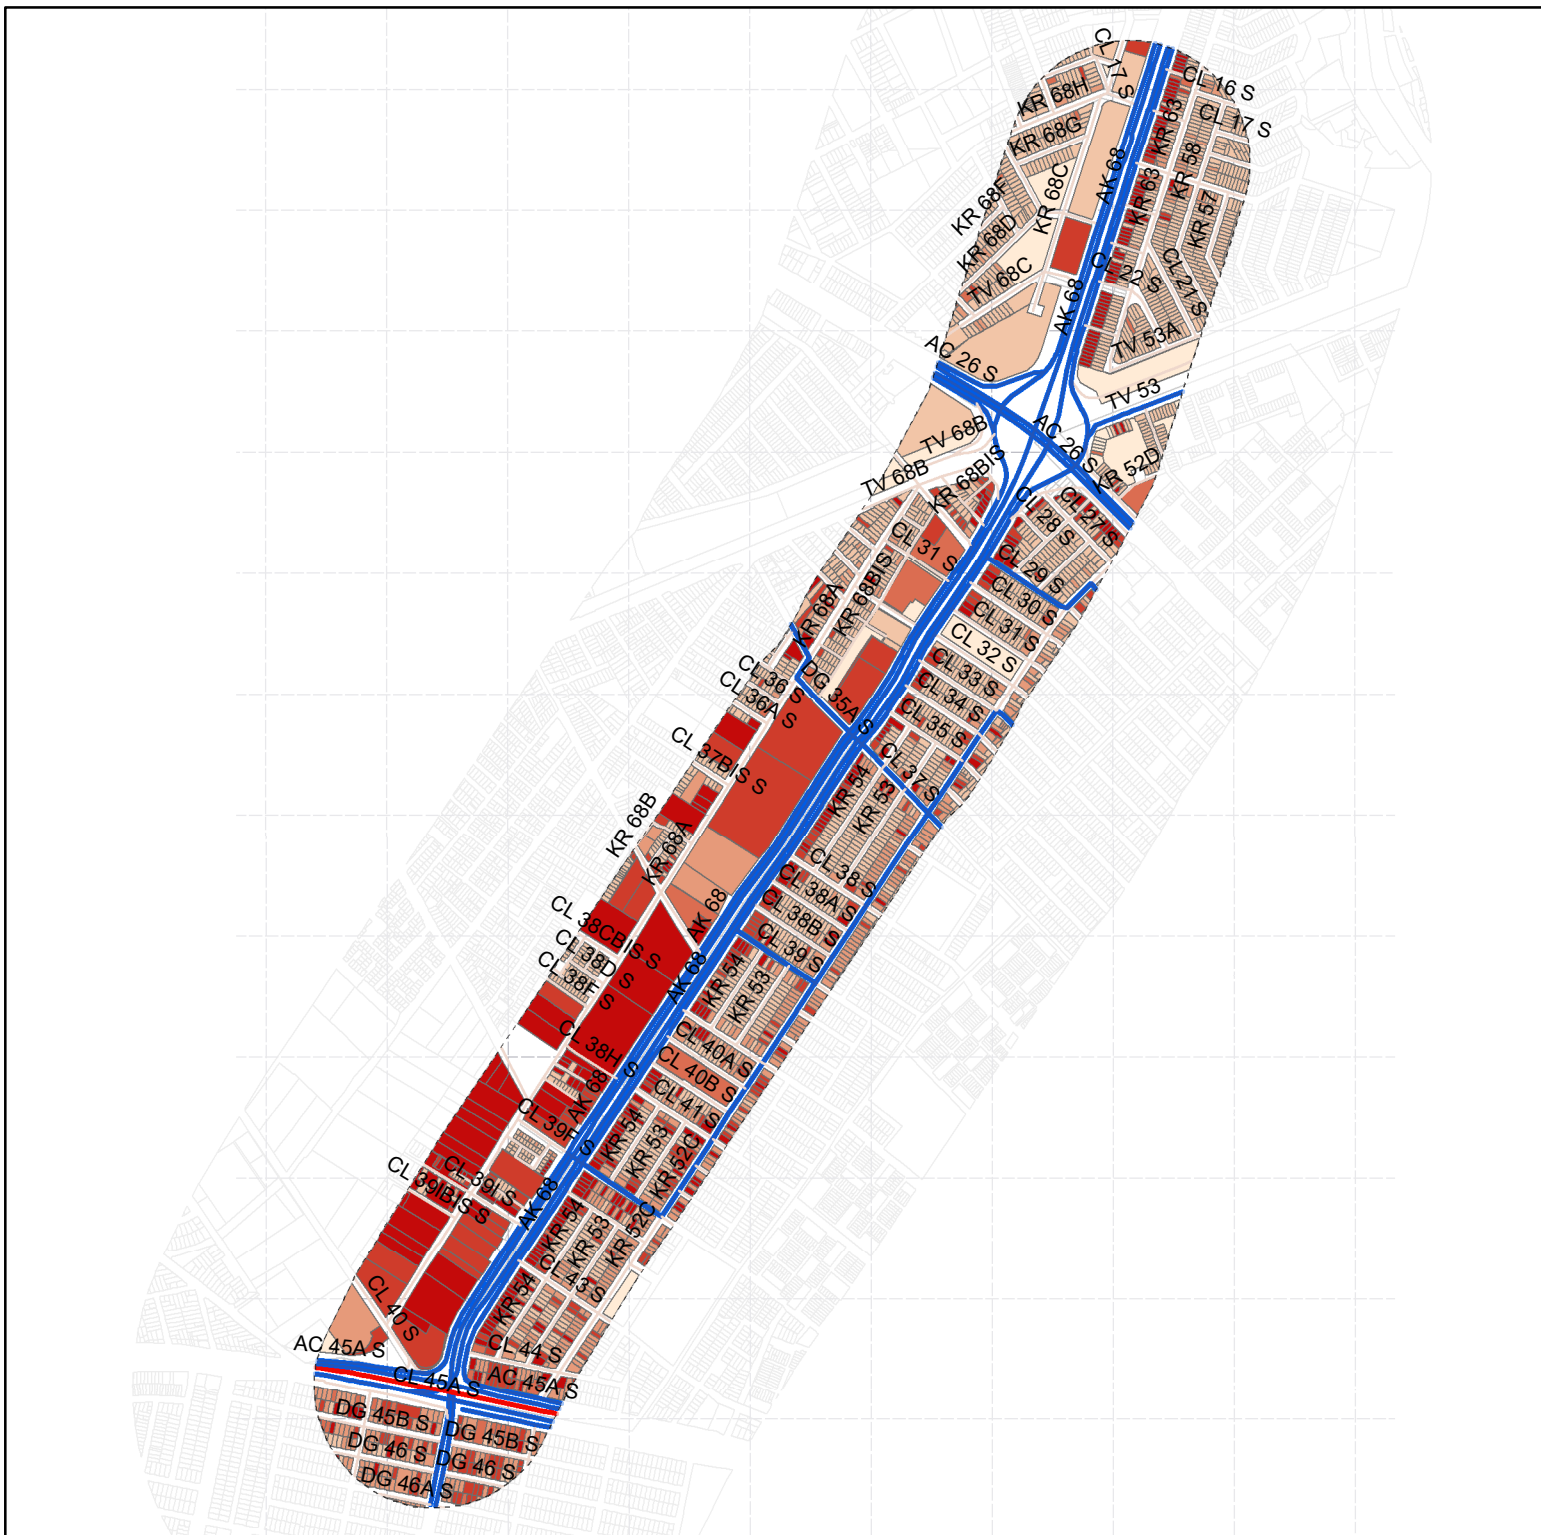 CL 17 S
CL 16 S
KR 68H
CL 17 S
KR 63
KR 68G
KR 58
AK 68
KR 63
KR 68C
KR 68F
KR 57
KR 68D
CL 22 S
CL 21 S
TV 68C
AK 68
TV 53A
AC 26 S
TV 53
TV 68B
AC 26 S
KR 52D
TV 68B
KR 68BIS
CL 28 S
CL 27 S
CL 31 S
CL 29 S
KR 68BIS
CL 30 S
KR 68A
CL 31 S
CL 32 S
CL 36 S
CL 33 S
CL 36A S
DG 35A S
CL 34 S
CL 35 S
CL 37BIS S
CL 37 S
KR 54
KR 53
KR 68B
KR 68A
CL 38 S
CL 38A S
AK 68
CL 38B S
CL 38CBIS S
CL 39 S
CL 38D S
AK 68
KR 54
KR 53
CL 38F S
CL 38H S
CL 40A S
CL 40B S
AK 68
CL 41 S
CL 39F S
KR 54
KR 53
KR 52C
CL 39I S
CL 39IBIS S
AK 68
KR 54
KR 53
KR 52C
CL 43 S
KR 54
CL 40 S
AC 45A S
CL 44 S
CL 45A S
AC 45A S
DG 45B S
DG 45B S
DG 46 S
DG 46 S
DG 46A S